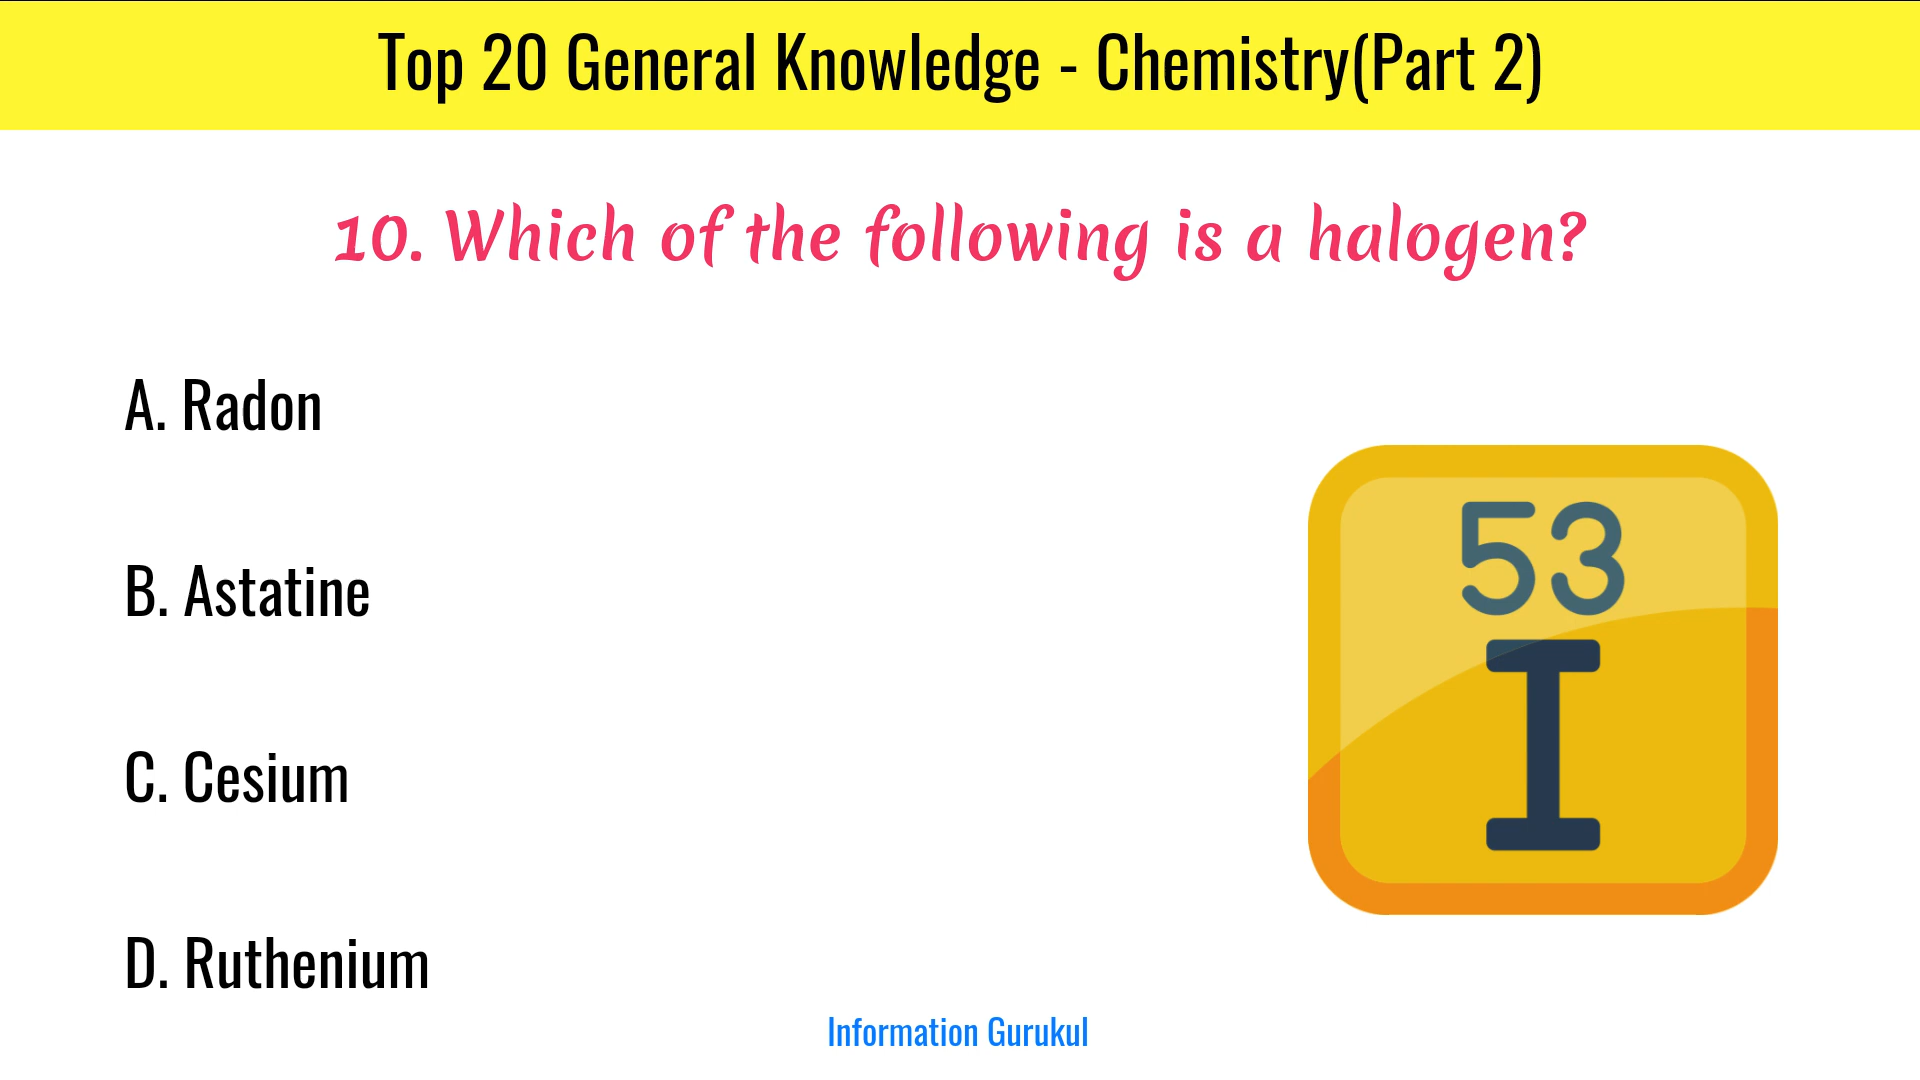 Top 20 General Knowledge - Chemistry(Part 2)
10. Which of the following is a halogen?
A. Radon
B. Astatine
C. Cesium
D. Ruthenium
53
I
Information Gurukul